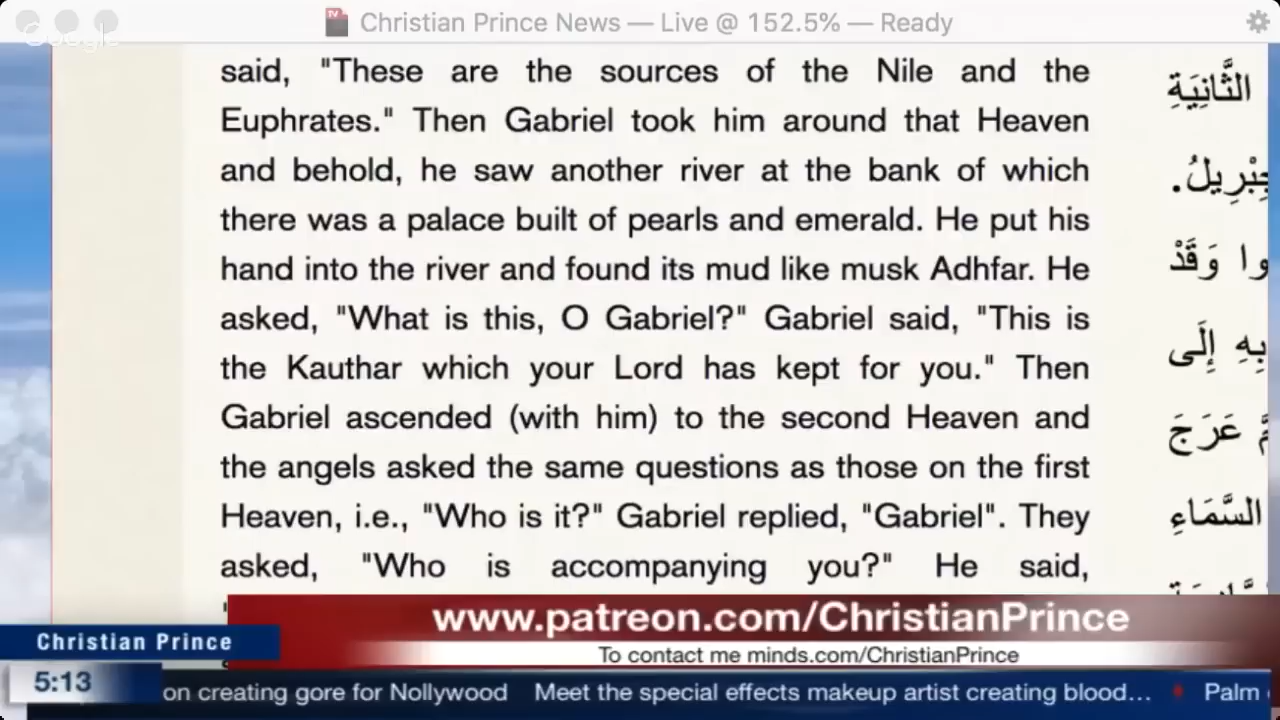 Christian Prince News — Live @ 152.5% — Ready
Google
said, "These are the sources of the Nile and the
Euphrates." Then Gabriel took him around that Heaven
and behold, he saw another river at the bank of which
there was a palace built of pearls and emerald. He put his
hand into the river and found its mud like musk Adhfar. He
asked, "What is this, O Gabriel?" Gabriel said, "This is
the Kauthar which your Lord has kept for you." Then
Gabriel ascended (with him) to the second Heaven and
the angels asked the same questions as those on the first
Heaven, i.e., "Who is it?" Gabriel replied, "Gabriel". They
asked, "Who is accompanying you?" He said,
الثَّانِيَةِ
جِبْرِيلُ.
وا وَقَدْ
بِهِ إِلَى
مَّ عَرَجَ
السَّمَاءِ
www.patreon.com/ChristianPrince
To contact me minds.com/ChristianPrince
Christian Prince
5:13
on creating gore for Nollywood Meet the special effects makeup artist creating blood... Palm